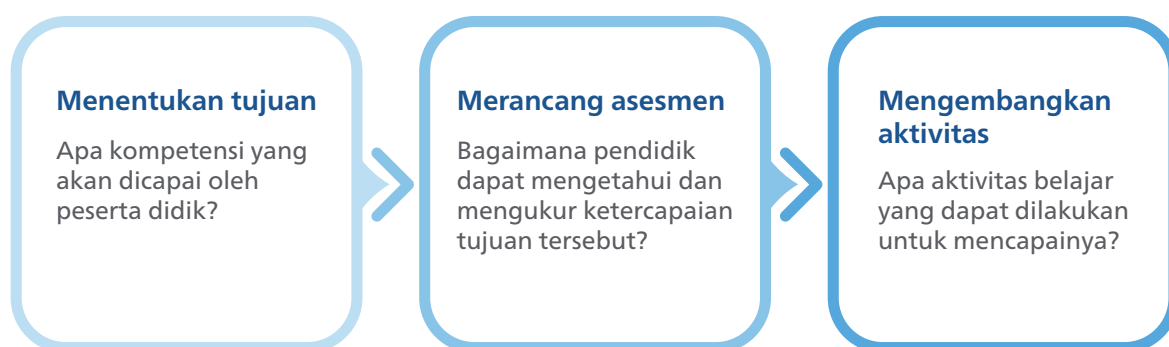 Menentukan tujuan
Apa kompetensi yang
akan dicapai oleh
peserta didik?
Merancang asesmen
Bagaimana pendidik
dapat mengetahui dan
mengukur ketercapaian
tujuan tersebut?
Mengembangkan
aktivitas
Apa aktivitas belajar
yang dapat dilakukan
untuk mencapainya?